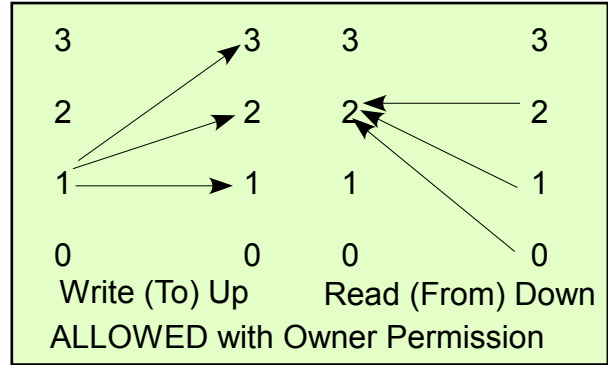 3 3 3 3
2 2 2 2
1 1 1 1
0 0 0 0
Write (To) Up Read (From) Down
ALLOWED with Owner Permission